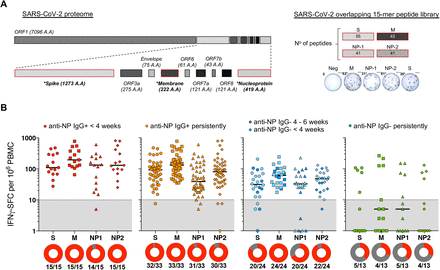 SARS-CoV-2 proteome
SARS-CoV-2 overlapping 15-mer peptide library
ORF1 (7096 A.A)
Envelope
(75 A.A)
ORF6
(61 A.A)
ORF7b
(43 A.A)
*Spike (1273 A.A)
ORF3a
(275 A.A)
*Membrane
(222 A.A)
ORF7a
(121 A.A)
ORF8
(121 A.A)
*Nucleoprotein
(419 A.A)
Nº of peptides
S
M
55
43
NP-1
NP-2
41
41
Neg
M
NP-1
NP-2
S
B
anti-NP IgG+ < 4 weeks
anti-NP IgG+ persistently
anti-NP IgG- 4 - 6 weeks
anti-NP IgG- < 4 weeks
anti-NP IgG- persistently
IFNγ-SFC per 10⁶ PBMC
1000
100
10
1
S M NP1 NP2
S M NP1 NP2
S M NP1 NP2
S M NP1 NP2
15/15 15/15 14/15 15/15
32/33 33/33 31/33 30/33
20/24 24/24 20/24 22/24
5/13 4/13 5/13 4/13